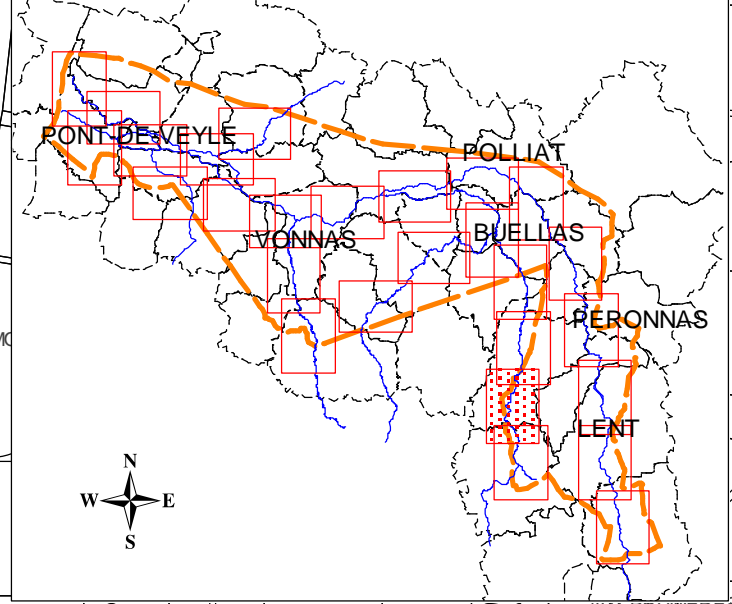 PONT-DE-VEYLE
POLLIAT
VONNAS
BUELLAS
PERONNAS
LENT
N
W E
S